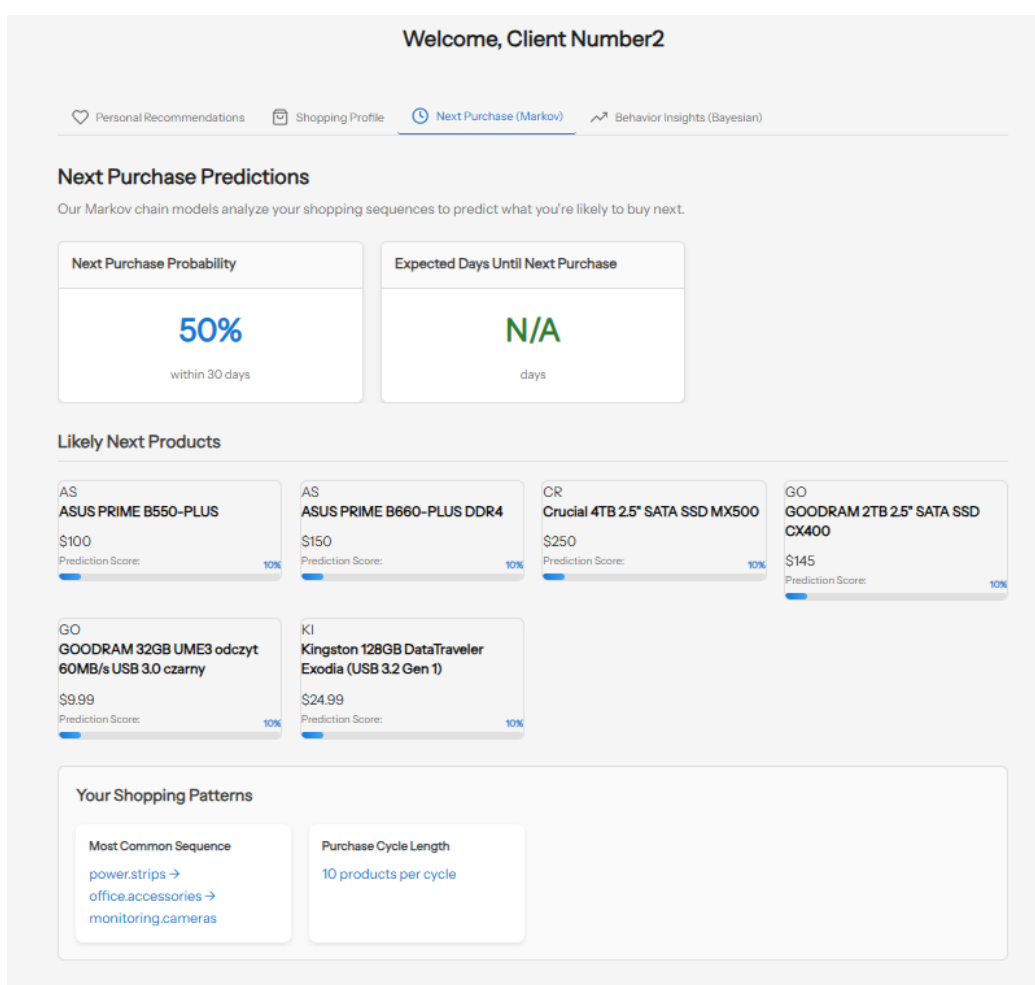 Welcome, Client Number2
Personal Recommendations
Shopping Profile
Next Purchase (Markov)
Behavior Insights (Bayesian)
Next Purchase Predictions
Our Markov chain models analyze your shopping sequences to predict what you're likely to buy next.
Next Purchase Probability
50%
within 30 days
Expected Days Until Next Purchase
N/A
days
Likely Next Products
AS
ASUS PRIME B550-PLUS
$100
Prediction Score:
10%
AS
ASUS PRIME B660-PLUS DDR4
$150
Prediction Score:
10%
CR
Crucial 4TB 2.5" SATA SSD MX500
$250
Prediction Score:
10%
GO
GOODRAM 2TB 2.5" SATA SSD
CX400
$145
Prediction Score:
10%
GO
GOODRAM 32GB UME3 odczyt
60MB/s USB 3.0 czarny
$9.99
Prediction Score:
10%
KI
Kingston 128GB DataTraveler
Exodia (USB 3.2 Gen 1)
$24.99
Prediction Score:
10%
Your Shopping Patterns
Most Common Sequence
power.strips →
office.accessories →
monitoring.cameras
Purchase Cycle Length
10 products per cycle